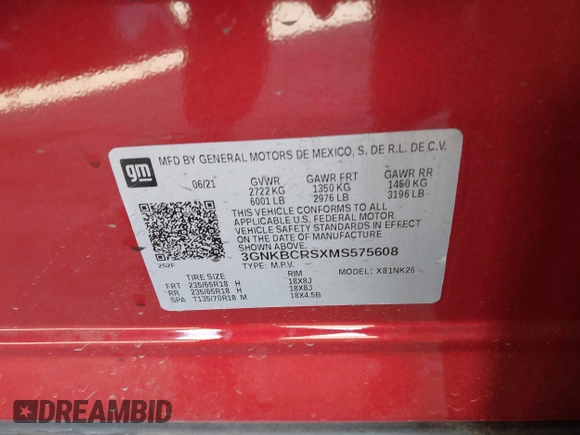 gm
MFD BY GENERAL MOTORS DE MEXICO, S. DE R.L. DE C.V.
06/21 GVWR GAWR FRT GAWR RR
2722 KG 1350 KG 1450 KG
6001 LB 2976 LB 3196 LB
THIS VEHICLE CONFORMS TO ALL
APPLICABLE U.S. FEDERAL MOTOR
VEHICLE SAFETY STANDARDS IN EFFECT
ON THE DATE OF MANUFACTURE
SHOWN ABOVE.
3GNKBCRSXMS575608
TYPE: M.P.V. MODEL: X81NK26
252F
TIRE SIZE RIM
FRT 235/65R18 H 18X8J
RR 235/65R18 H 18X8J
SPA T135/70R18 M 18X4.5B
DREAMBID